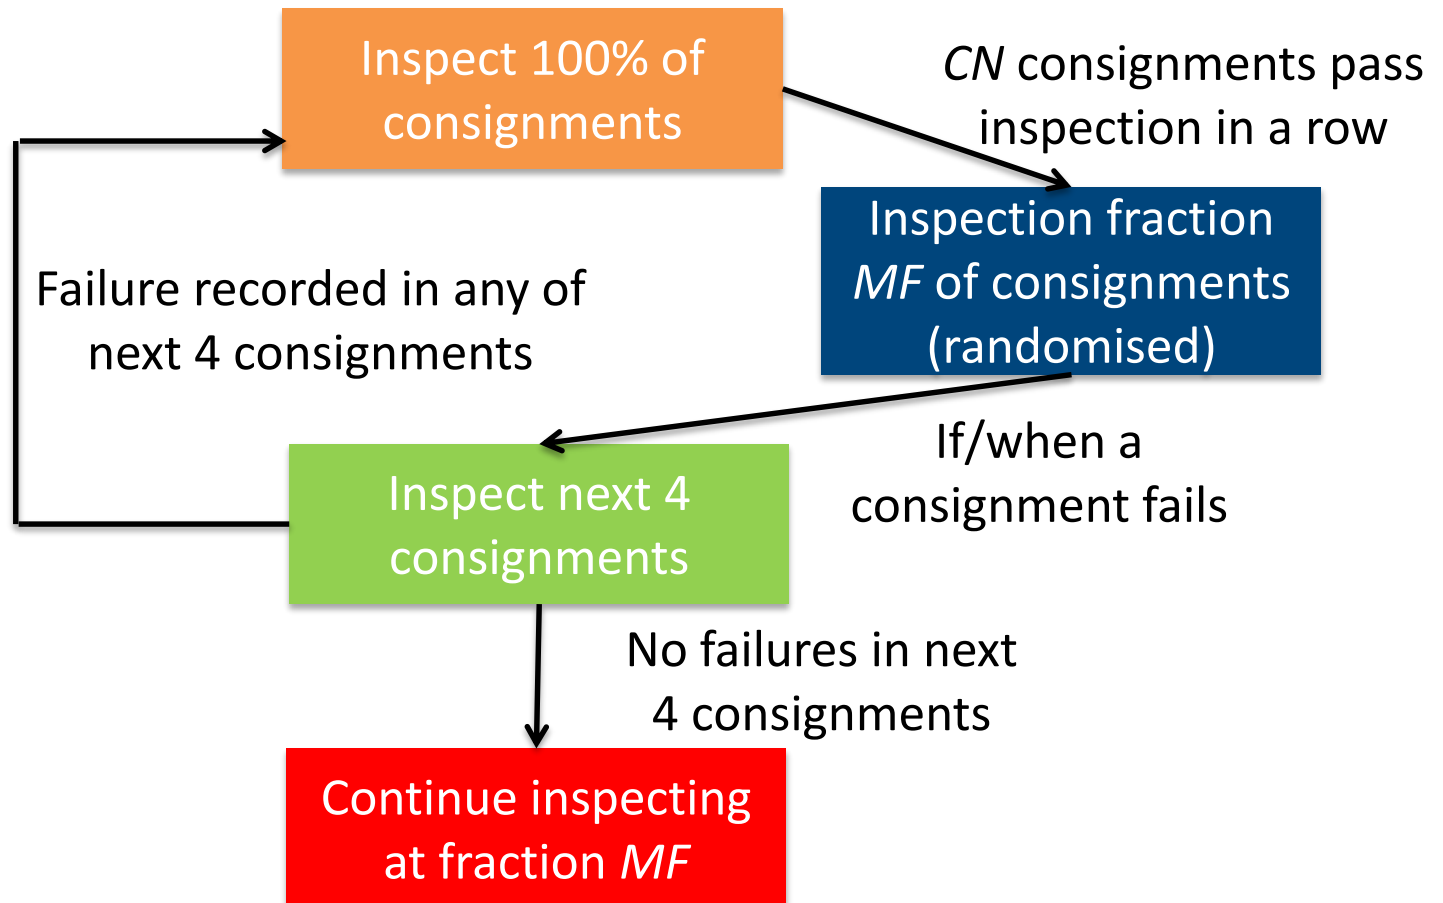 Inspect 100% of
consignments
CN consignments pass
inspection in a row
Inspection fraction
MF of consignments
(randomised)
Failure recorded in any of
next 4 consignments
If/when a
consignment fails
Inspect next 4
consignments
No failures in next
4 consignments
Continue inspecting
at fraction MF